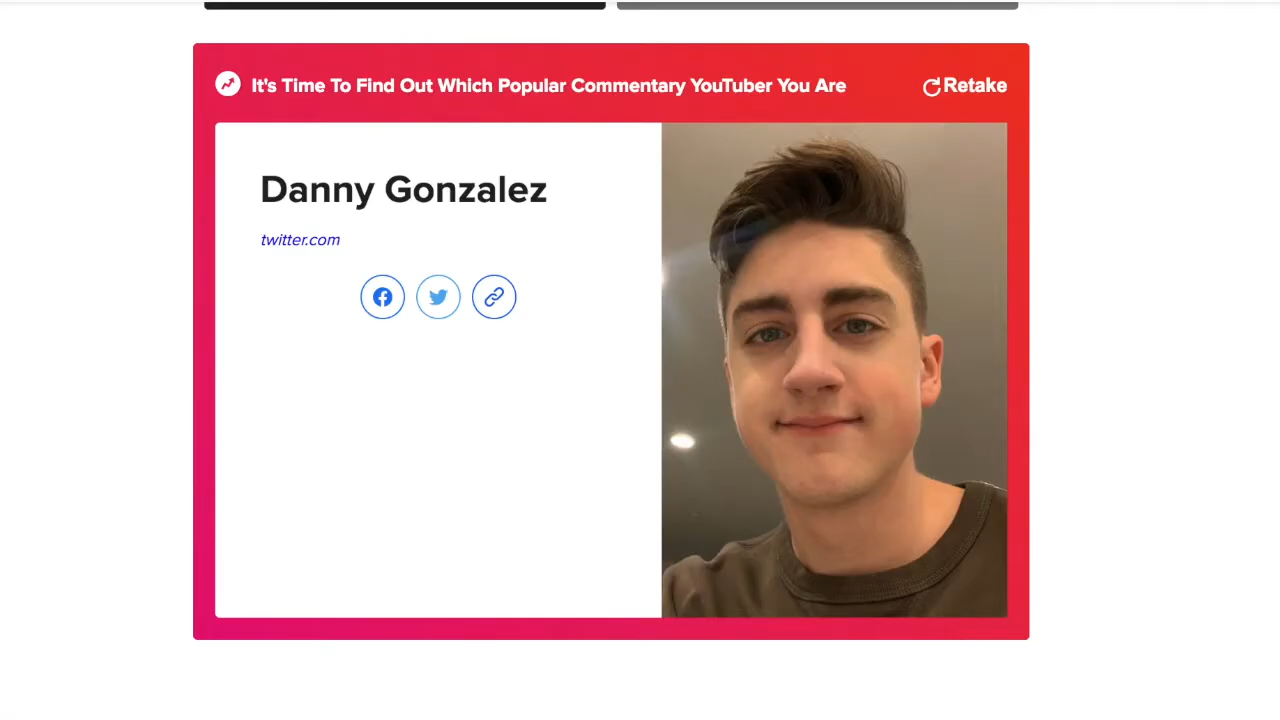 It's Time To Find Out Which Popular Commentary YouTuber You Are
Retake
Danny Gonzalez
twitter.com